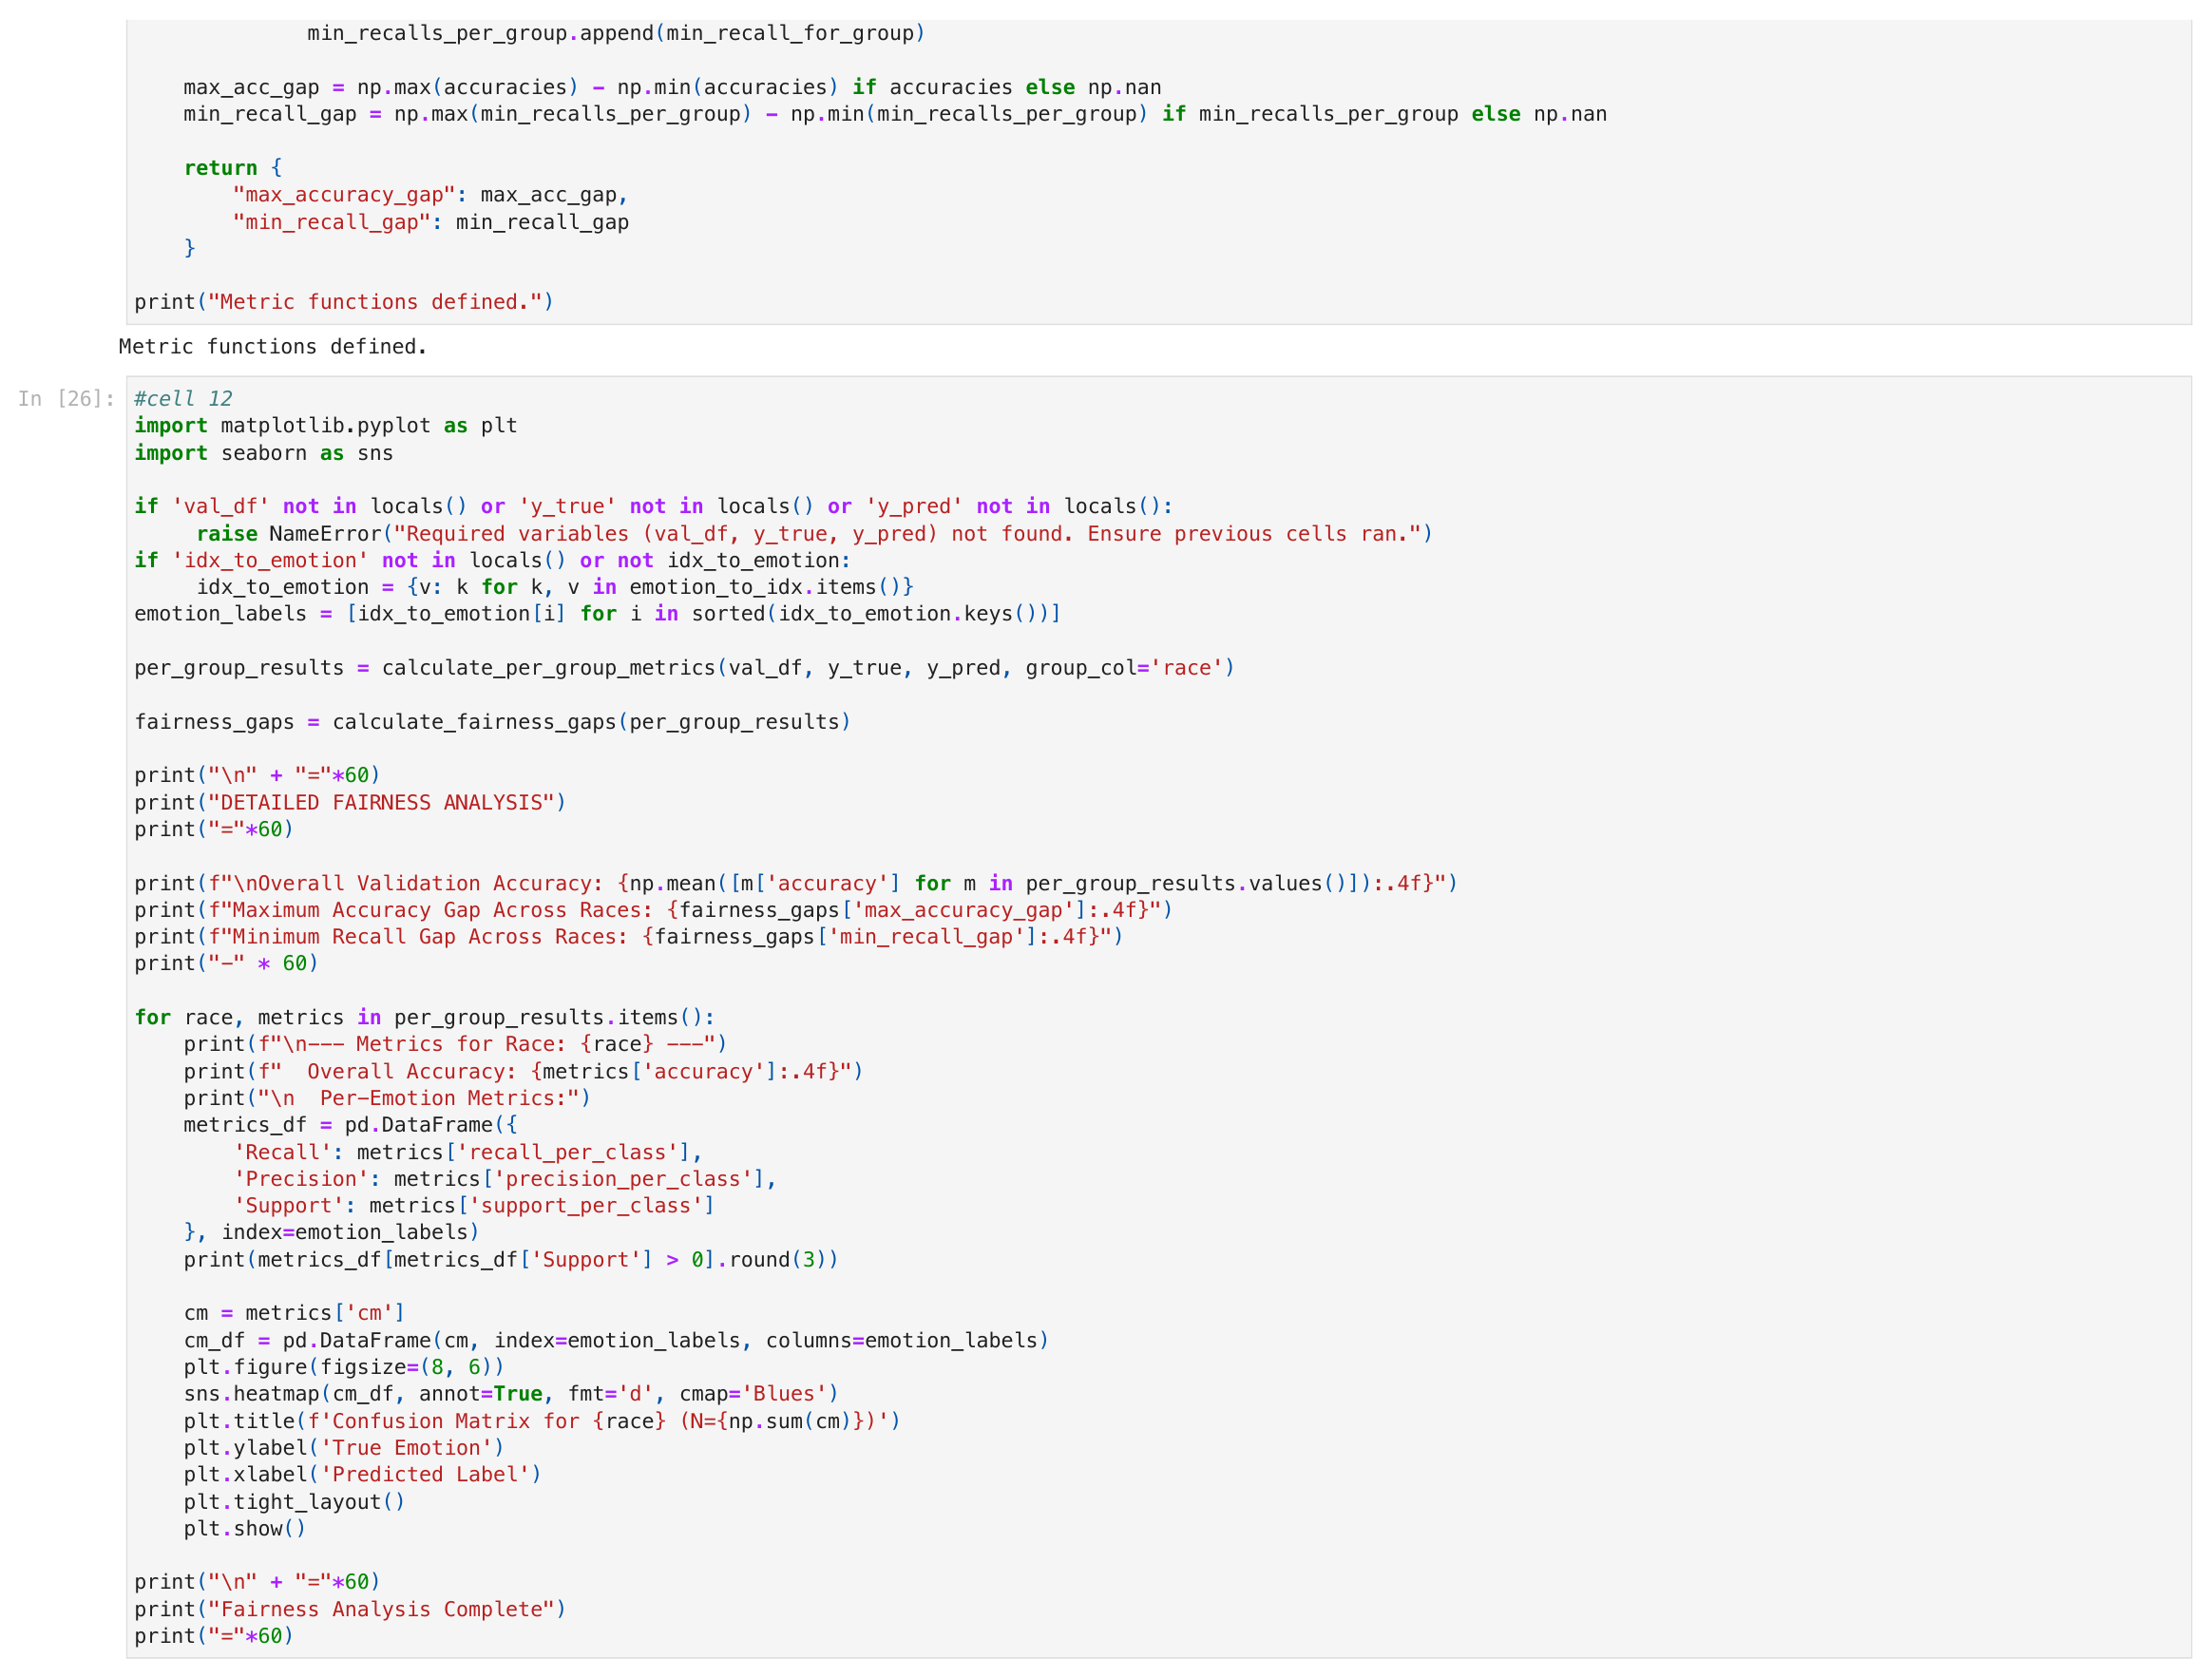 min_recalls_per_group.append(min_recall_for_group)
    max_acc_gap = np.max(accuracies) - np.min(accuracies) if accuracies else np.nan
    min_recall_gap = np.max(min_recalls_per_group) - np.min(min_recalls_per_group) if min_recalls_per_group else np.nan
    return {
        "max_accuracy_gap": max_acc_gap,
        "min_recall_gap": min_recall_gap
    }
print("Metric functions defined.")
Metric functions defined.
In [26]: #cell 12
import matplotlib.pyplot as plt
import seaborn as sns
if 'val_df' not in locals() or 'y_true' not in locals() or 'y_pred' not in locals():
     raise NameError("Required variables (val_df, y_true, y_pred) not found. Ensure previous cells ran.")
if 'idx_to_emotion' not in locals() or not idx_to_emotion:
     idx_to_emotion = {v: k for k, v in emotion_to_idx.items()}
emotion_labels = [idx_to_emotion[i] for i in sorted(idx_to_emotion.keys())]
per_group_results = calculate_per_group_metrics(val_df, y_true, y_pred, group_col='race')
fairness_gaps = calculate_fairness_gaps(per_group_results)
print("\n" + "="*60)
print("DETAILED FAIRNESS ANALYSIS")
print("="*60)
print(f"\nOverall Validation Accuracy: {np.mean([m['accuracy'] for m in per_group_results.values()]):.4f}")
print(f"Maximum Accuracy Gap Across Races: {fairness_gaps['max_accuracy_gap']:.4f}")
print(f"Minimum Recall Gap Across Races: {fairness_gaps['min_recall_gap']:.4f}")
print("-" * 60)
for race, metrics in per_group_results.items():
    print(f"\n--- Metrics for Race: {race} ---")
    print(f"  Overall Accuracy: {metrics['accuracy']:.4f}")
    print("\n  Per-Emotion Metrics:")
    metrics_df = pd.DataFrame({
        'Recall': metrics['recall_per_class'],
        'Precision': metrics['precision_per_class'],
        'Support': metrics['support_per_class']
    }, index=emotion_labels)
    print(metrics_df[metrics_df['Support'] > 0].round(3))
    cm = metrics['cm']
    cm_df = pd.DataFrame(cm, index=emotion_labels, columns=emotion_labels)
    plt.figure(figsize=(8, 6))
    sns.heatmap(cm_df, annot=True, fmt='d', cmap='Blues')
    plt.title(f'Confusion Matrix for {race} (N={np.sum(cm)})')
    plt.ylabel('True Emotion')
    plt.xlabel('Predicted Label')
    plt.tight_layout()
    plt.show()
print("\n" + "="*60)
print("Fairness Analysis Complete")
print("="*60)